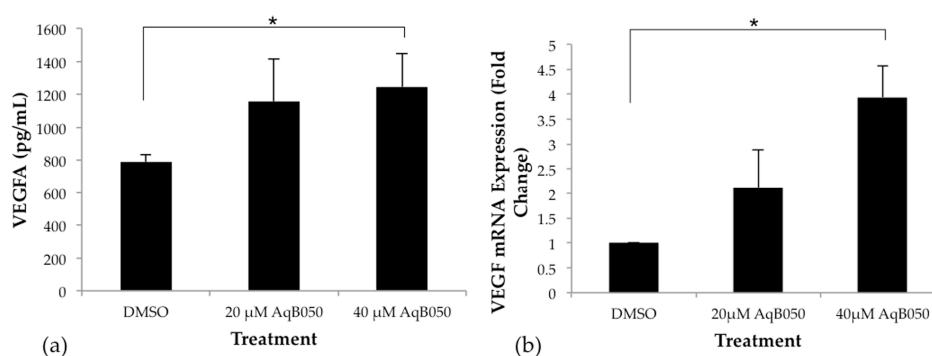 *
1600
1400
1200
1000
800
600
400
200
0
VEGFA (pg/mL)
DMSO
20 μM AqB050
40 μM AqB050
Treatment
(a)
*
5
4.5
4
3.5
3
2.5
2
1.5
1
0.5
0
VEGF mRNA Expression (Fold
Change)
DMSO
20μM AqB050
40μM AqB050
Treatment
(b)